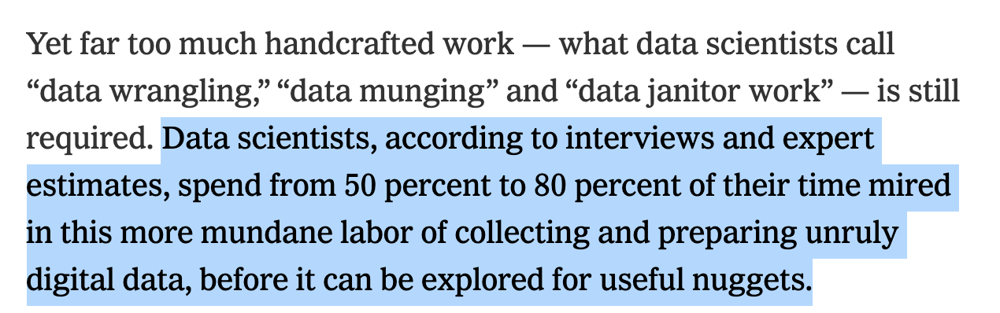 Yet far too much handcrafted work — what data scientists call
“data wrangling,” “data munging” and “data janitor work” — is still
required. Data scientists, according to interviews and expert
estimates, spend from 50 percent to 80 percent of their time mired
in this more mundane labor of collecting and preparing unruly
digital data, before it can be explored for useful nuggets.